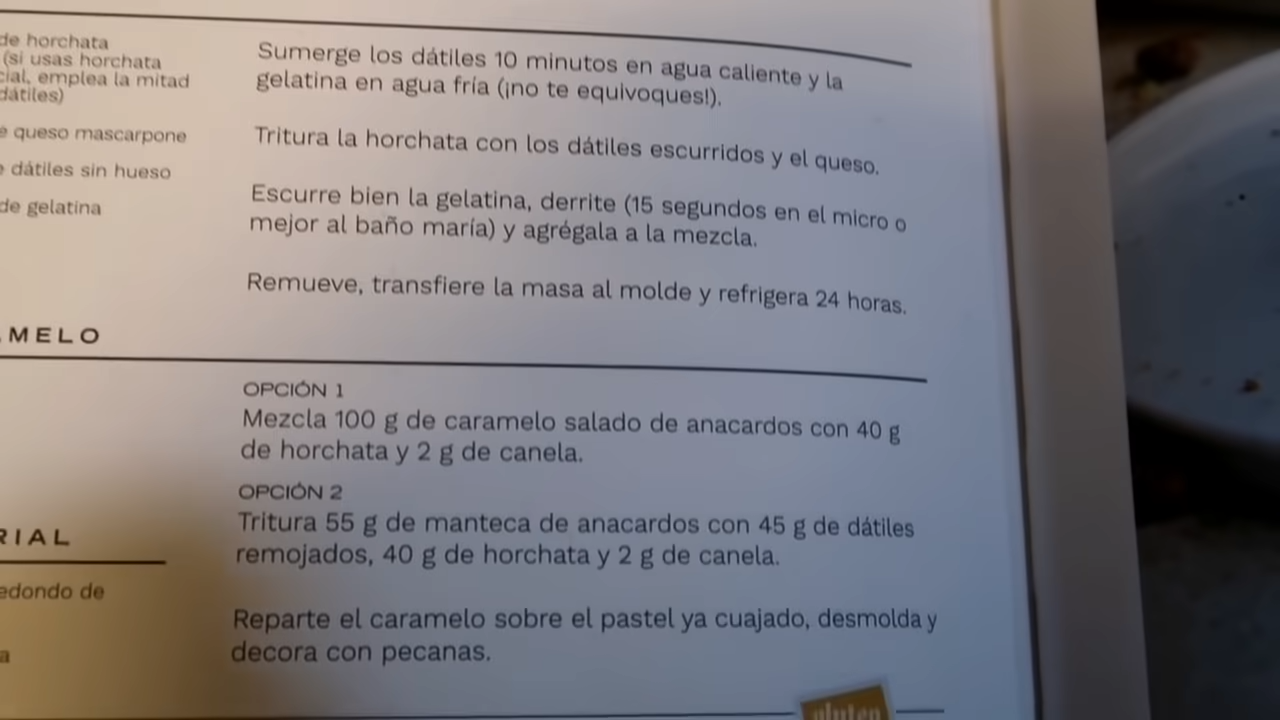 de horchata
(si usas horchata
cial, emplea la mitad
dátiles)
queso mascarpone
dátiles sin hueso
de gelatina
Sumerge los dátiles 10 minutos en agua caliente y la
gelatina en agua fría (¡no te equivoques!).
Tritura la horchata con los dátiles escurridos y el queso.
Escurre bien la gelatina, derrite (15 segundos en el micro o
mejor al baño maría) y agrégala a la mezcla.
Remueve, transfiere la masa al molde y refrigera 24 horas.
MELO
OPCIÓN 1
Mezcla 100 g de caramelo salado de anacardos con 40 g
de horchata y 2 g de canela.
OPCIÓN 2
Tritura 55 g de manteca de anacardos con 45 g de dátiles
remojados, 40 g de horchata y 2 g de canela.
RIAL
edondo de
a
Reparte el caramelo sobre el pastel ya cuajado, desmolda y
decora con pecanas.
gluten